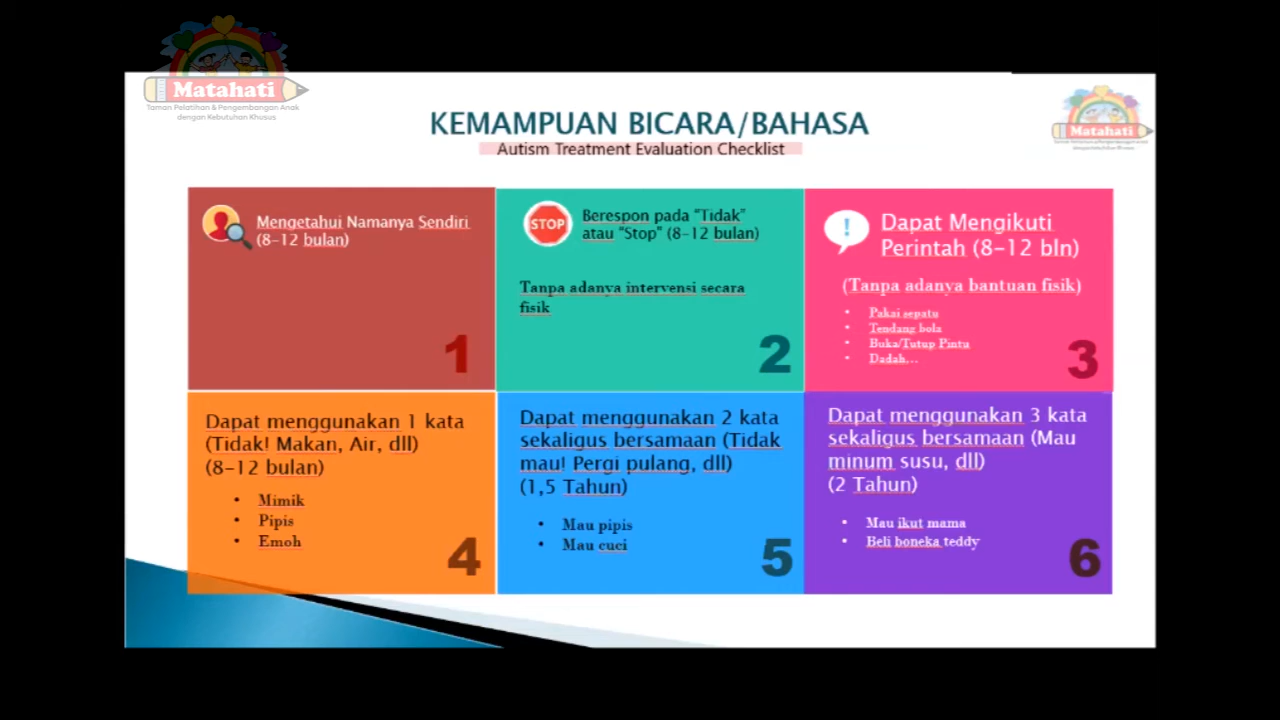 Matahati
Taman Pelatihan & Pengembangan Anak
dengan Kebutuhan Khusus
Matahati
KEMAMPUAN BICARA/BAHASA
Autism Treatment Evaluation Checklist
Mengetahui Namanya Sendiri
(8-12 bulan)
1
STOP
Berespon pada "Tidak"
atau "Stop" (8-12 bulan)
Tanpa adanya intervensi secara
fisik
2
!
Dapat Mengikuti
Perintah (8-12 bln)
(Tanpa adanya bantuan fisik)
• Pakai sepatu
• Tendang bola
• Buka/Tutup Pintu
• Dadah...
3
Dapat menggunakan 1 kata
(Tidak! Makan, Air, dll)
(8-12 bulan)
• Mimik
• Pipis
• Emoh
4
Dapat menggunakan 2 kata
sekaligus bersamaan (Tidak
mau! Pergi pulang, dll)
(1,5 Tahun)
• Mau pipis
• Mau cuci
5
Dapat menggunakan 3 kata
sekaligus bersamaan (Mau
minum susu, dll)
(2 Tahun)
• Mau ikut mama
• Beli boneka teddy
6